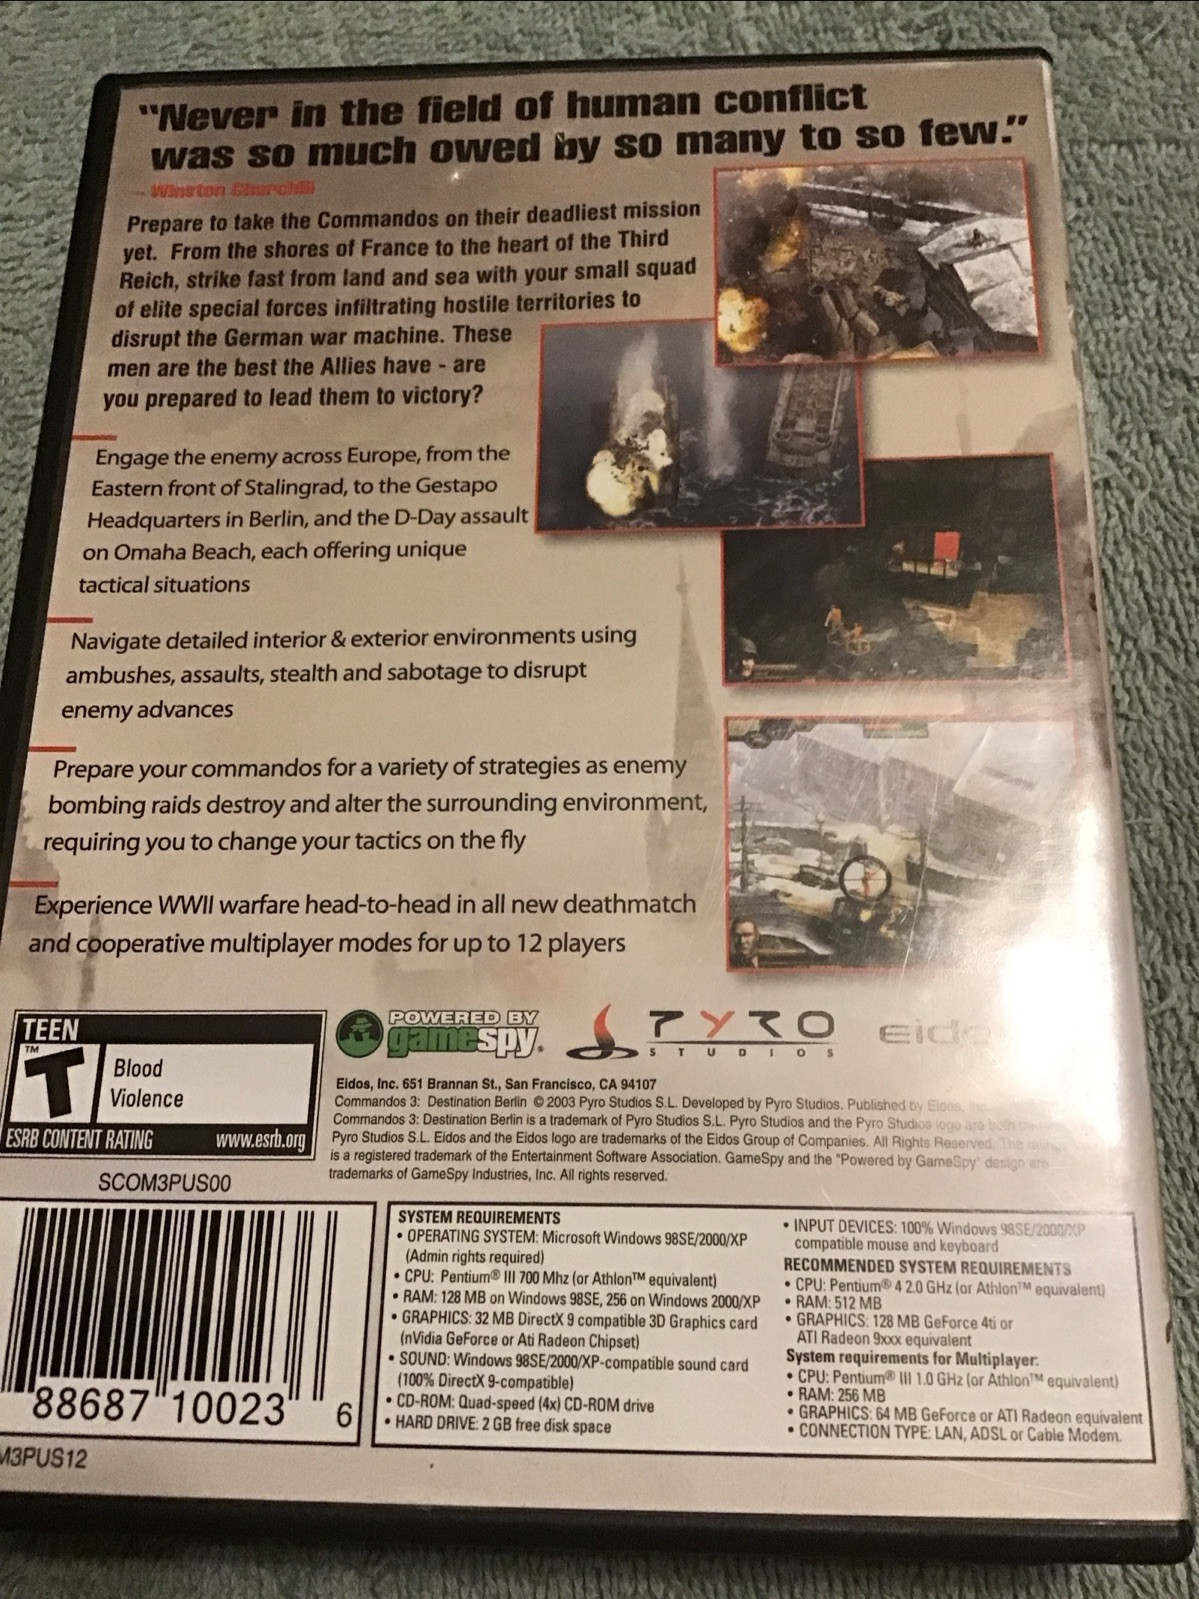 "Never in the field of human conflict
was so much owed by so many to so few."
- Winston Churchill
Prepare to take the Commandos on their deadliest mission
yet. From the shores of France to the heart of the Third
Reich, strike fast from land and sea with your small squad
of elite special forces infiltrating hostile territories to
disrupt the German war machine. These
men are the best the Allies have - are
you prepared to lead them to victory?
Engage the enemy across Europe, from the
Eastern front of Stalingrad, to the Gestapo
Headquarters in Berlin, and the D-Day assault
on Omaha Beach, each offering unique
tactical situations
Navigate detailed interior & exterior environments using
ambushes, assaults, stealth and sabotage to disrupt
enemy advances
Prepare your commandos for a variety of strategies as enemy
bombing raids destroy and alter the surrounding environment,
requiring you to change your tactics on the fly
Experience WWII warfare head-to-head in all new deathmatch
and cooperative multiplayer modes for up to 12 players
TEEN
T™
Blood
Violence
ESRB CONTENT RATING www.esrb.org
POWERED BY
gamespy.
PYRO
STUDIOS
eido
Eidos, Inc. 651 Brannan St., San Francisco, CA 94107
Commandos 3: Destination Berlin © 2003 Pyro Studios S.L. Developed by Pyro Studios. Published by Eidos, Inc.
Commandos 3: Destination Berlin is a trademark of Pyro Studios S.L. Pyro Studios and the Pyro Studios logo are both
Pyro Studios S.L. Eidos and the Eidos logo are trademarks of the Eidos Group of Companies. All Rights Reserved. The
is a registered trademark of the Entertainment Software Association. GameSpy and the "Powered by GameSpy" design are
trademarks of GameSpy Industries, Inc. All rights reserved.
SCOM3PUS00
88687 10023 6
M3PUS12
SYSTEM REQUIREMENTS
• OPERATING SYSTEM: Microsoft Windows 98SE/2000/XP
(Admin rights required)
• CPU: Pentium® III 700 Mhz (or Athlon™ equivalent)
• RAM: 128 MB on Windows 98SE, 256 on Windows 2000/XP
• GRAPHICS: 32 MB DirectX 9 compatible 3D Graphics card
(nVidia GeForce or Ati Radeon Chipset)
• SOUND: Windows 98SE/2000/XP-compatible sound card
(100% DirectX 9-compatible)
• CD-ROM: Quad-speed (4x) CD-ROM drive
• HARD DRIVE: 2 GB free disk space
• INPUT DEVICES: 100% Windows 98SE/2000/XP
compatible mouse and keyboard
RECOMMENDED SYSTEM REQUIREMENTS
• CPU: Pentium® 4 2.0 GHz (or Athlon™ equivalent)
• RAM: 512 MB
• GRAPHICS: 128 MB GeForce 4ti or
ATI Radeon 9xxx equivalent
System requirements for Multiplayer:
• CPU: Pentium® III 1.0 GHz (or Athlon™ equivalent)
• RAM: 256 MB
• GRAPHICS: 64 MB GeForce or ATI Radeon equivalent
• CONNECTION TYPE: LAN, ADSL or Cable Modem.